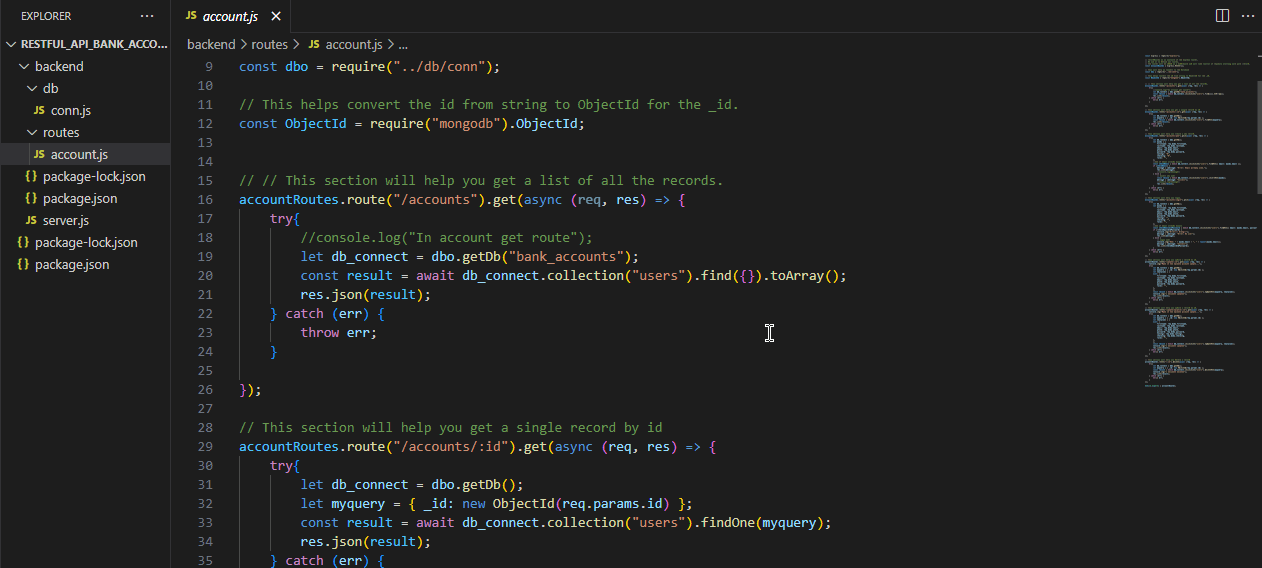 EXPLORER
RESTFUL_API_BANK_ACCO...
backend
db
JS conn.js
routes
JS account.js
{} package-lock.json
{} package.json
JS server.js
{} package-lock.json
{} package.json
JS account.js
backend > routes > JS account.js > ...
9 const dbo = require("../db/conn");
10
11 // This helps convert the id from string to ObjectId for the _id.
12 const ObjectId = require("mongodb").ObjectId;
13
14
15 // // This section will help you get a list of all the records.
16 accountRoutes.route("/accounts").get(async (req, res) => {
17     try{
18         //console.log("In account get route");
19         let db_connect = dbo.getDb("bank_accounts");
20         const result = await db_connect.collection("users").find({}).toArray();
21         res.json(result);
22     } catch (err) {
23         throw err;
24     }
25
26 });
27
28 // This section will help you get a single record by id
29 accountRoutes.route("/accounts/:id").get(async (req, res) => {
30     try{
31         let db_connect = dbo.getDb();
32         let myquery = { _id: new ObjectId(req.params.id) };
33         const result = await db_connect.collection("users").findOne(myquery);
34         res.json(result);
35     } catch (err) {